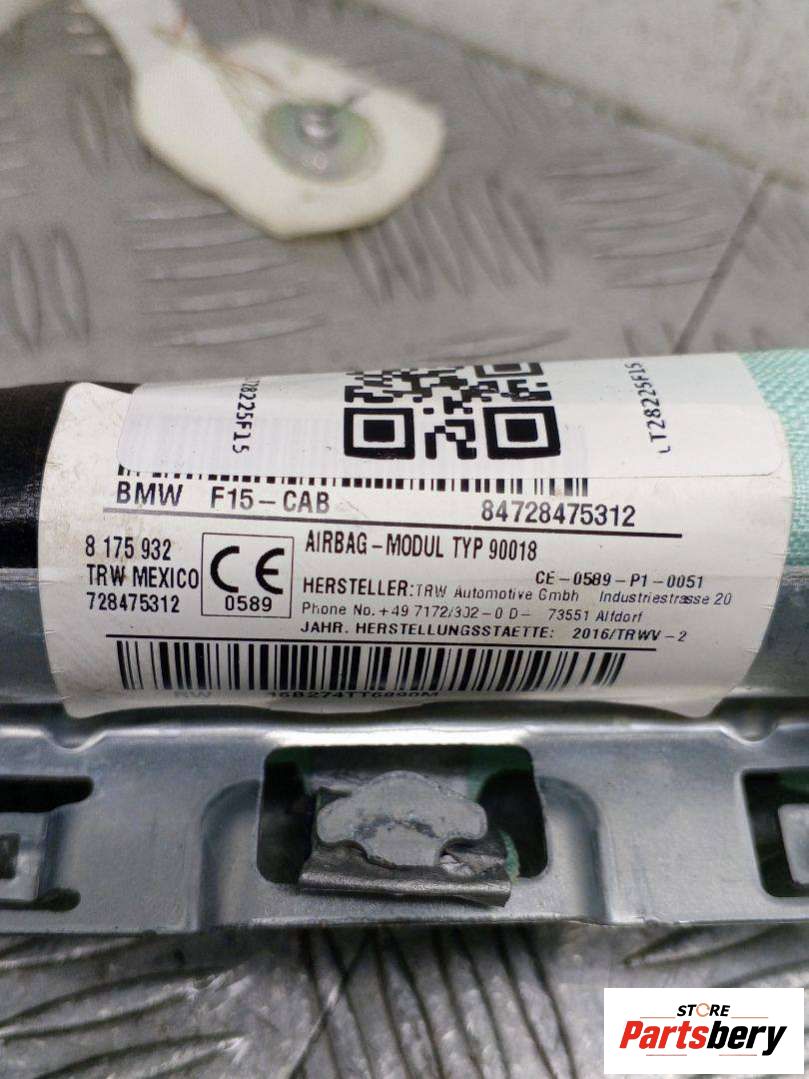 LT28225F15
BMW F15-CAB
84728475312
8 175 932
TRW MEXICO
728475312
CE
0589
AIRBAG-MODUL TYP 90018
CE-0589-P1-0051
HERSTELLER: TRW Automotive Gmbh Industriestrasse 20
Phone No. +49 7172/302-0 D- 73551 Alfdorf
JAHR. HERSTELLUNGSSTAETTE: 2016/TRWV-2
STORE
Partsbery